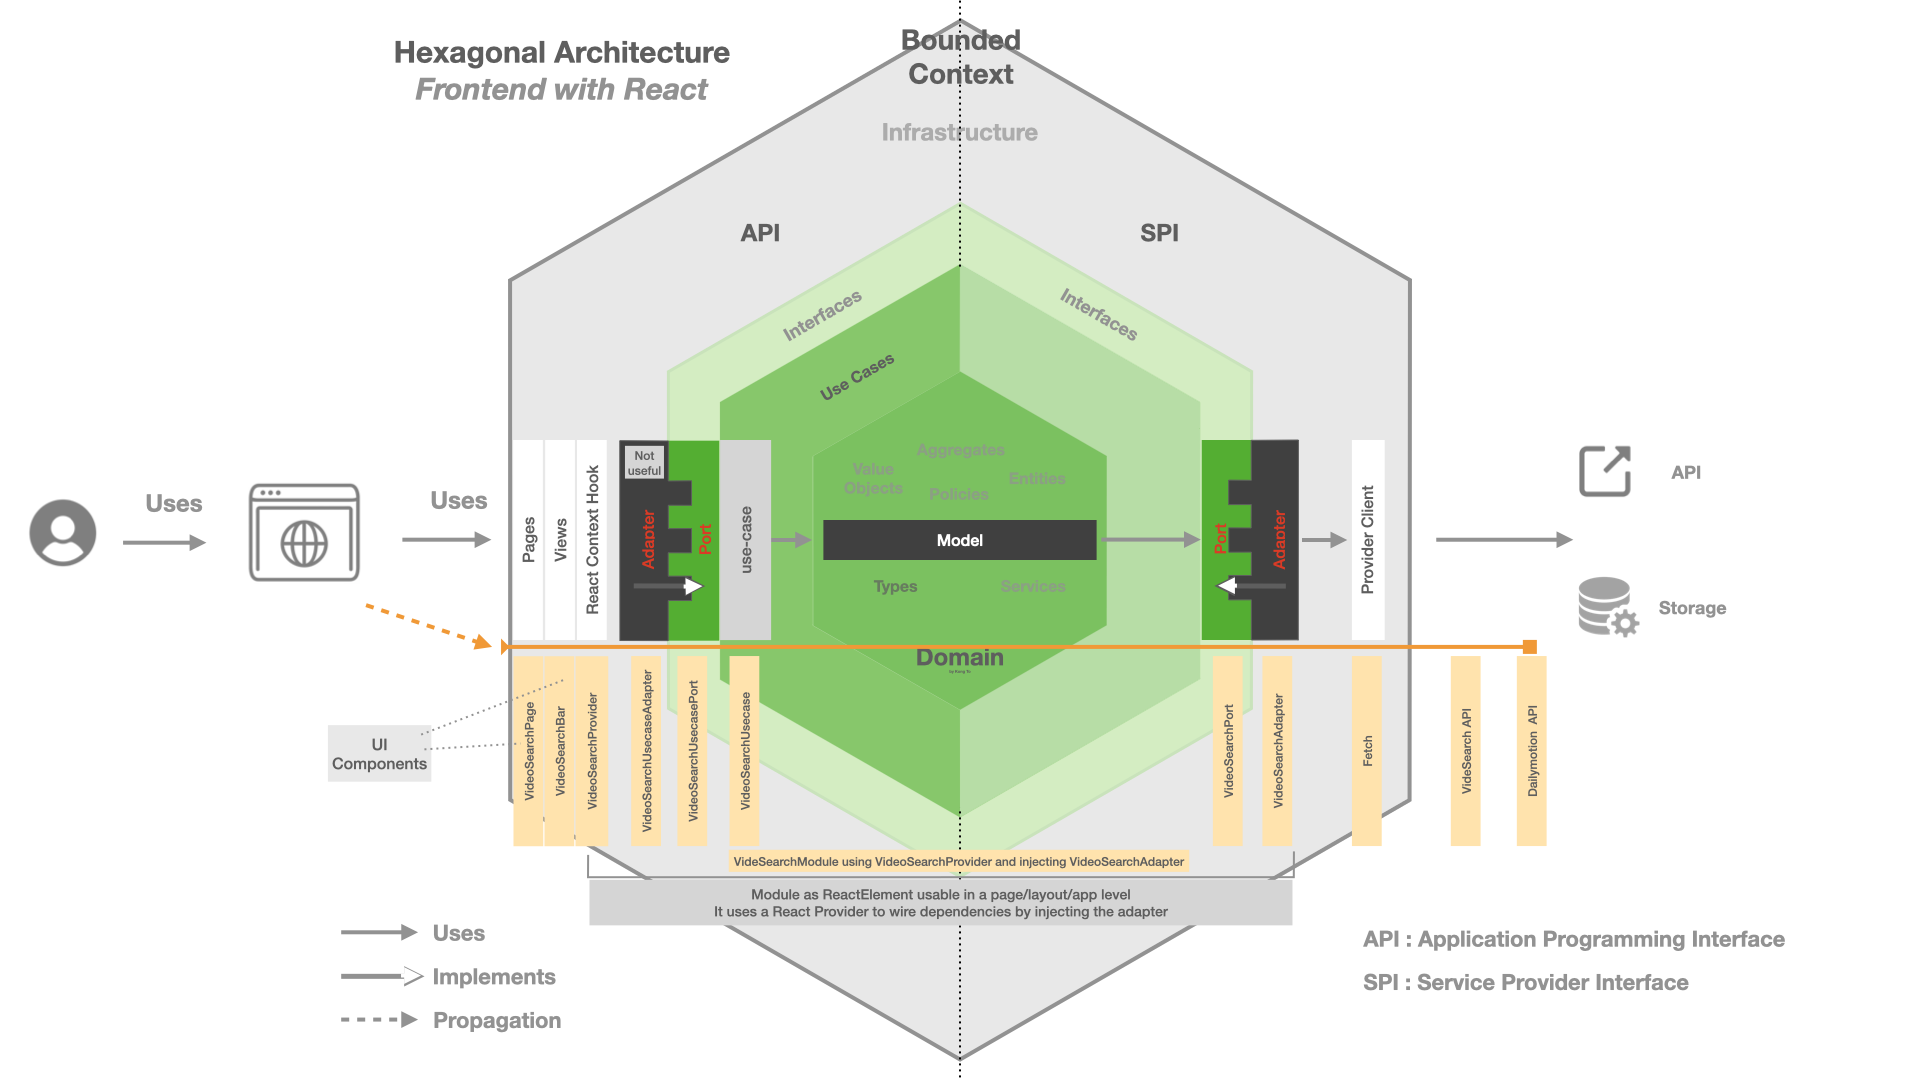 Hexagonal Architecture
Frontend with React
Bounded
Context
Infrastructure
API
SPI
Interfaces
Interfaces
Use Cases
Not
useful
Aggregates
Value
Objects
Entities
Policies
Uses
Uses
Pages
Views
React Context Hook
Adapter
Port
use-case
Model
Types
Services
Port
Adapter
Provider Client
API
Storage
Domain
by Kang Ta
UI
Components
VideoSearchPage
VideoSearchBar
VideoSearchProvider
VideoSearchUsecaseAdapter
VideoSearchUsecasePort
VideoSearchUsecase
VideoSearchPort
VideoSearchAdapter
Fetch
VideSearch API
Dailymotion API
VideSearchModule using VideoSearchProvider and injecting VideoSearchAdapter
Module as ReactElement usable in a page/layout/app level
It uses a React Provider to wire dependencies by injecting the adapter
Uses
Implements
Propagation
API : Application Programming Interface
SPI : Service Provider Interface